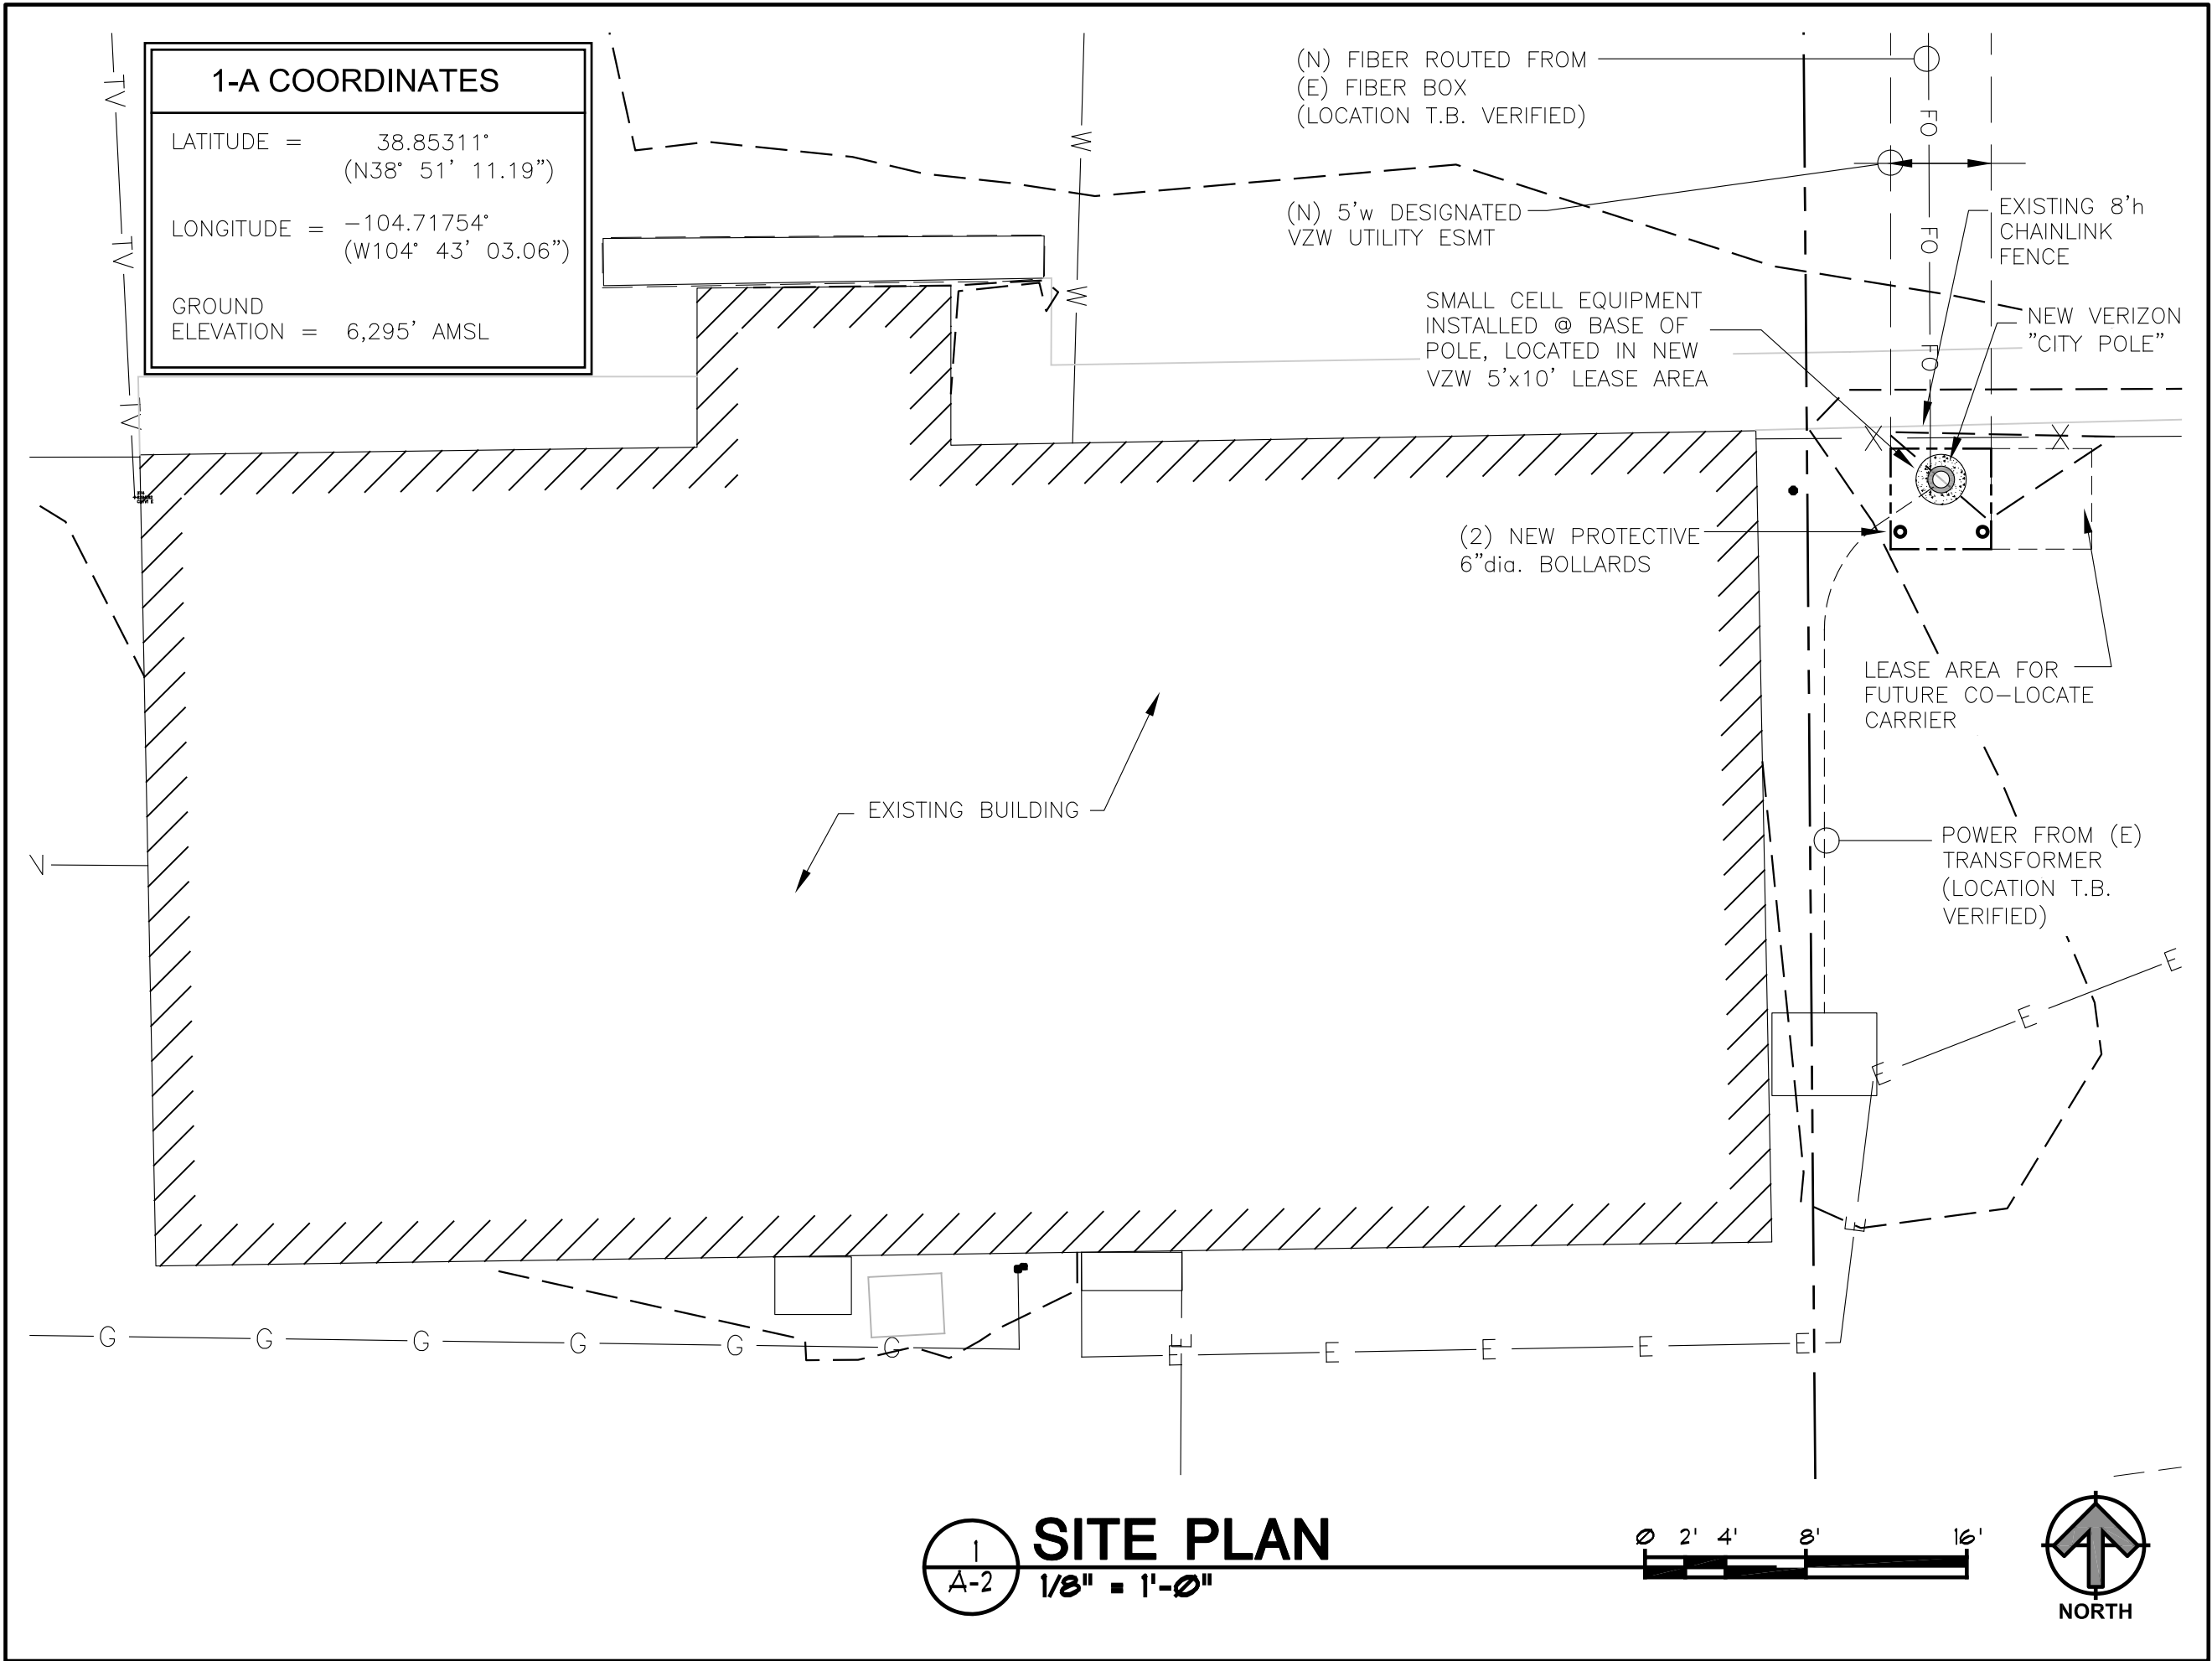 1-A COORDINATES
LATITUDE = 38.85311°
(N38° 51' 11.19")
LONGITUDE = -104.71754°
(W104° 43' 03.06")
GROUND
ELEVATION = 6,295' AMSL
(N) FIBER ROUTED FROM
(E) FIBER BOX
(LOCATION T.B. VERIFIED)
(N) 5'w DESIGNATED
VZW UTILITY ESMT
EXISTING 8'h
CHAINLINK
FENCE
SMALL CELL EQUIPMENT
INSTALLED @ BASE OF
POLE, LOCATED IN NEW
VZW 5'x10' LEASE AREA
NEW VERIZON
"CITY POLE"
(2) NEW PROTECTIVE
6"dia. BOLLARDS
LEASE AREA FOR
FUTURE CO-LOCATE
CARRIER
EXISTING BUILDING
POWER FROM (E)
TRANSFORMER
(LOCATION T.B.
VERIFIED)
TV
TV
TV
W
W
FO
FO
FO
X X
E
E
E
E
E
G G G G G G
E E E E E
1
A-2
SITE PLAN
1/8" = 1'-0"
0 2' 4' 8' 16'
NORTH